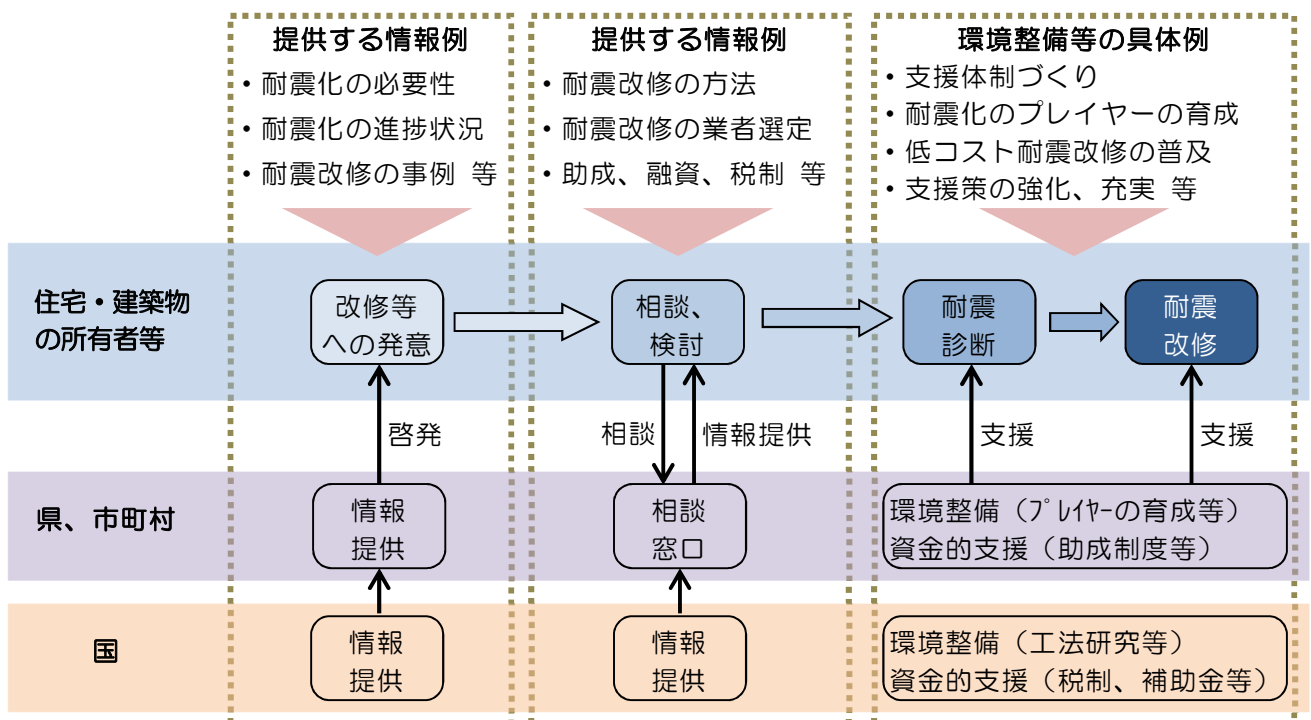 提供する情報例
・耐震化の必要性
・耐震化の進捗状況
・耐震改修の事例 等
提供する情報例
・耐震改修の方法
・耐震改修の業者選定
・助成、融資、税制 等
環境整備等の具体例
・支援体制づくり
・耐震化のプレイヤーの育成
・低コスト耐震改修の普及
・支援策の強化、充実 等
住宅・建築物
の所有者等
改修等
への発意
相談、
検討
耐震
診断
耐震
改修
啓発
相談
情報提供
支援
支援
県、市町村
情報
提供
相談
窓口
環境整備（ﾌﾟﾚｲﾔｰの育成等）
資金的支援（助成制度等）
国
情報
提供
情報
提供
環境整備（工法研究等）
資金的支援（税制、補助金等）